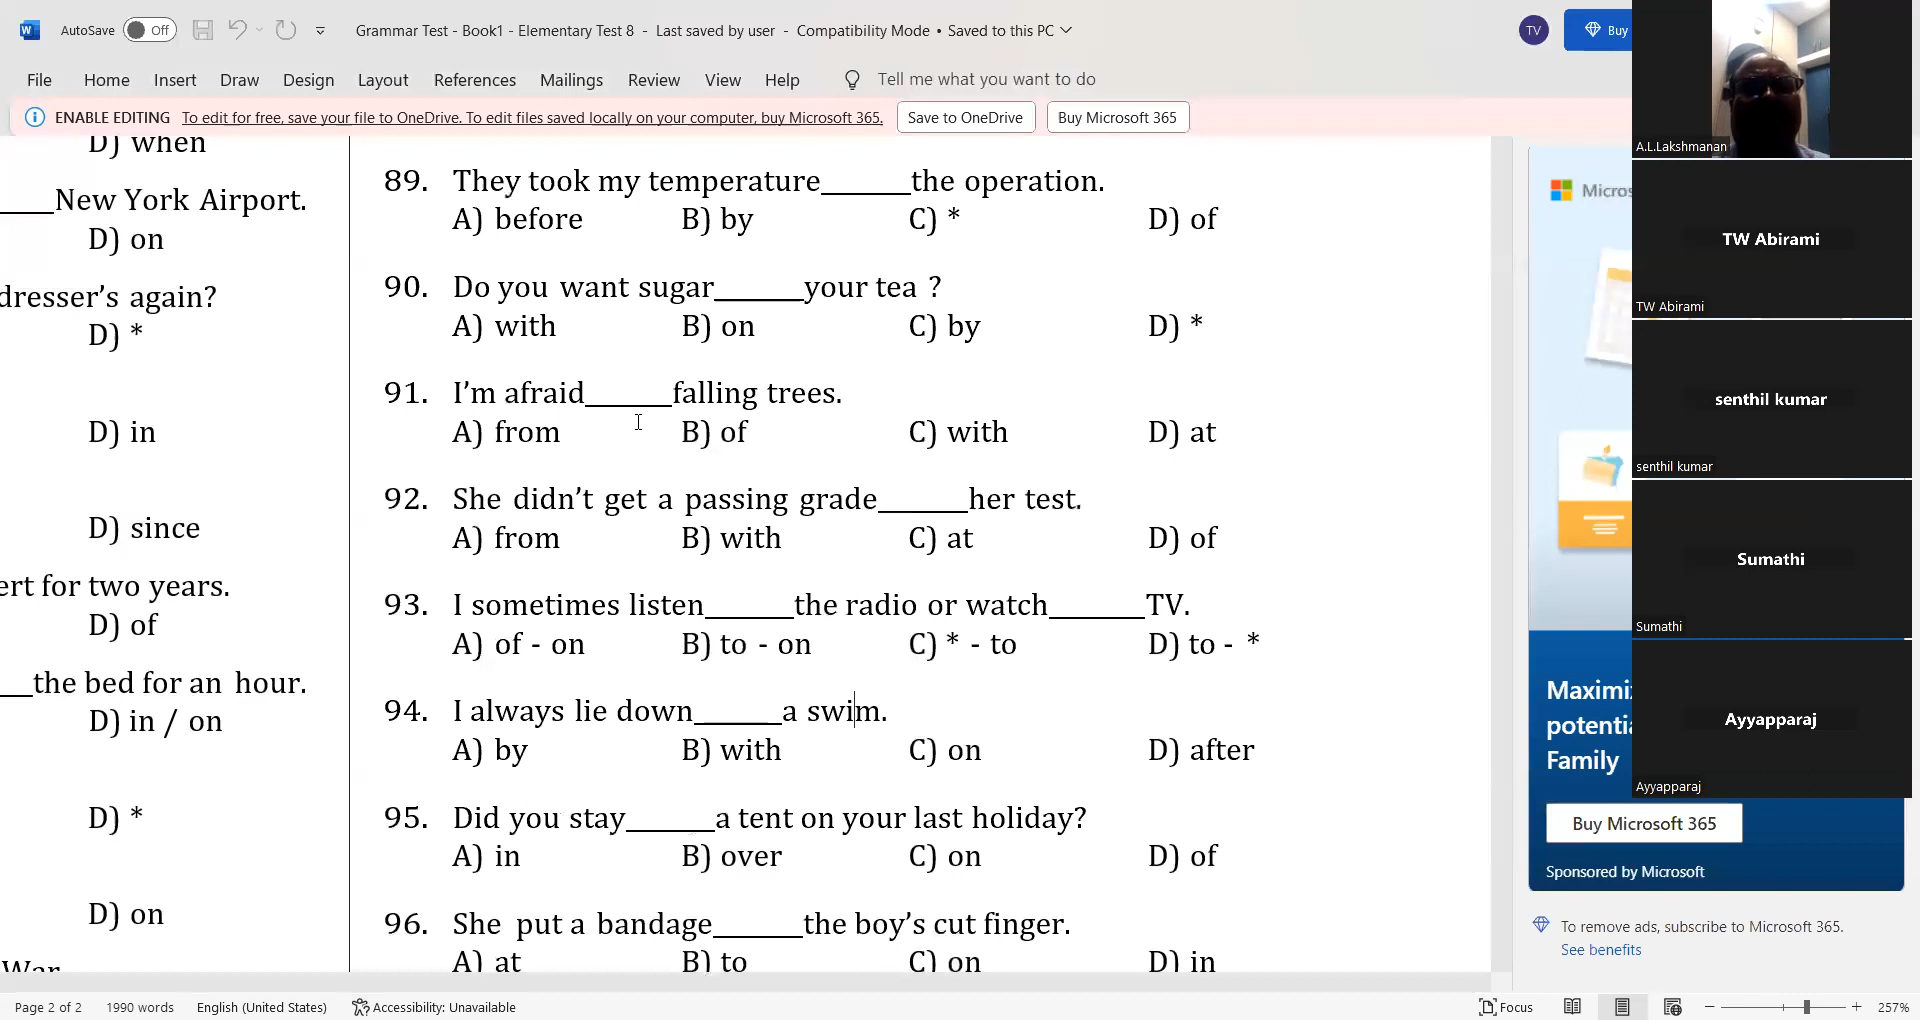 AutoSave Off Grammar Test - Book1 - Elementary Test 8 - Last saved by user - Compatibility Mode • Saved to this PC TV Buy
File Home Insert Draw Design Layout References Mailings Review View Help Tell me what you want to do
ENABLE EDITING To edit for free, save your file to OneDrive. To edit files saved locally on your computer, buy Microsoft 365. Save to OneDrive Buy Microsoft 365
D) when
_____New York Airport.
D) on
dresser's again?
D) *
D) in
D) since
ert for two years.
D) of
___the bed for an hour.
D) in / on
D) *
D) on
War
89. They took my temperature______the operation.
A) before B) by C) * D) of
90. Do you want sugar______your tea ?
A) with B) on C) by D) *
91. I'm afraid______falling trees.
A) from B) of C) with D) at
92. She didn't get a passing grade______her test.
A) from B) with C) at D) of
93. I sometimes listen______the radio or watch______TV.
A) of - on B) to - on C) * - to D) to - *
94. I always lie down______a swim.
A) by B) with C) on D) after
95. Did you stay______a tent on your last holiday?
A) in B) over C) on D) of
96. She put a bandage______the boy's cut finger.
A) at B) to C) on D) in
A.L.Lakshmanan
TW Abirami
TW Abirami
senthil kumar
senthil kumar
Sumathi
Sumathi
Ayyapparaj
Ayyapparaj
Micros
Maximi
potenti
Family
Buy Microsoft 365
Sponsored by Microsoft
To remove ads, subscribe to Microsoft 365.
See benefits
Page 2 of 2 1990 words English (United States) Accessibility: Unavailable Focus 257%